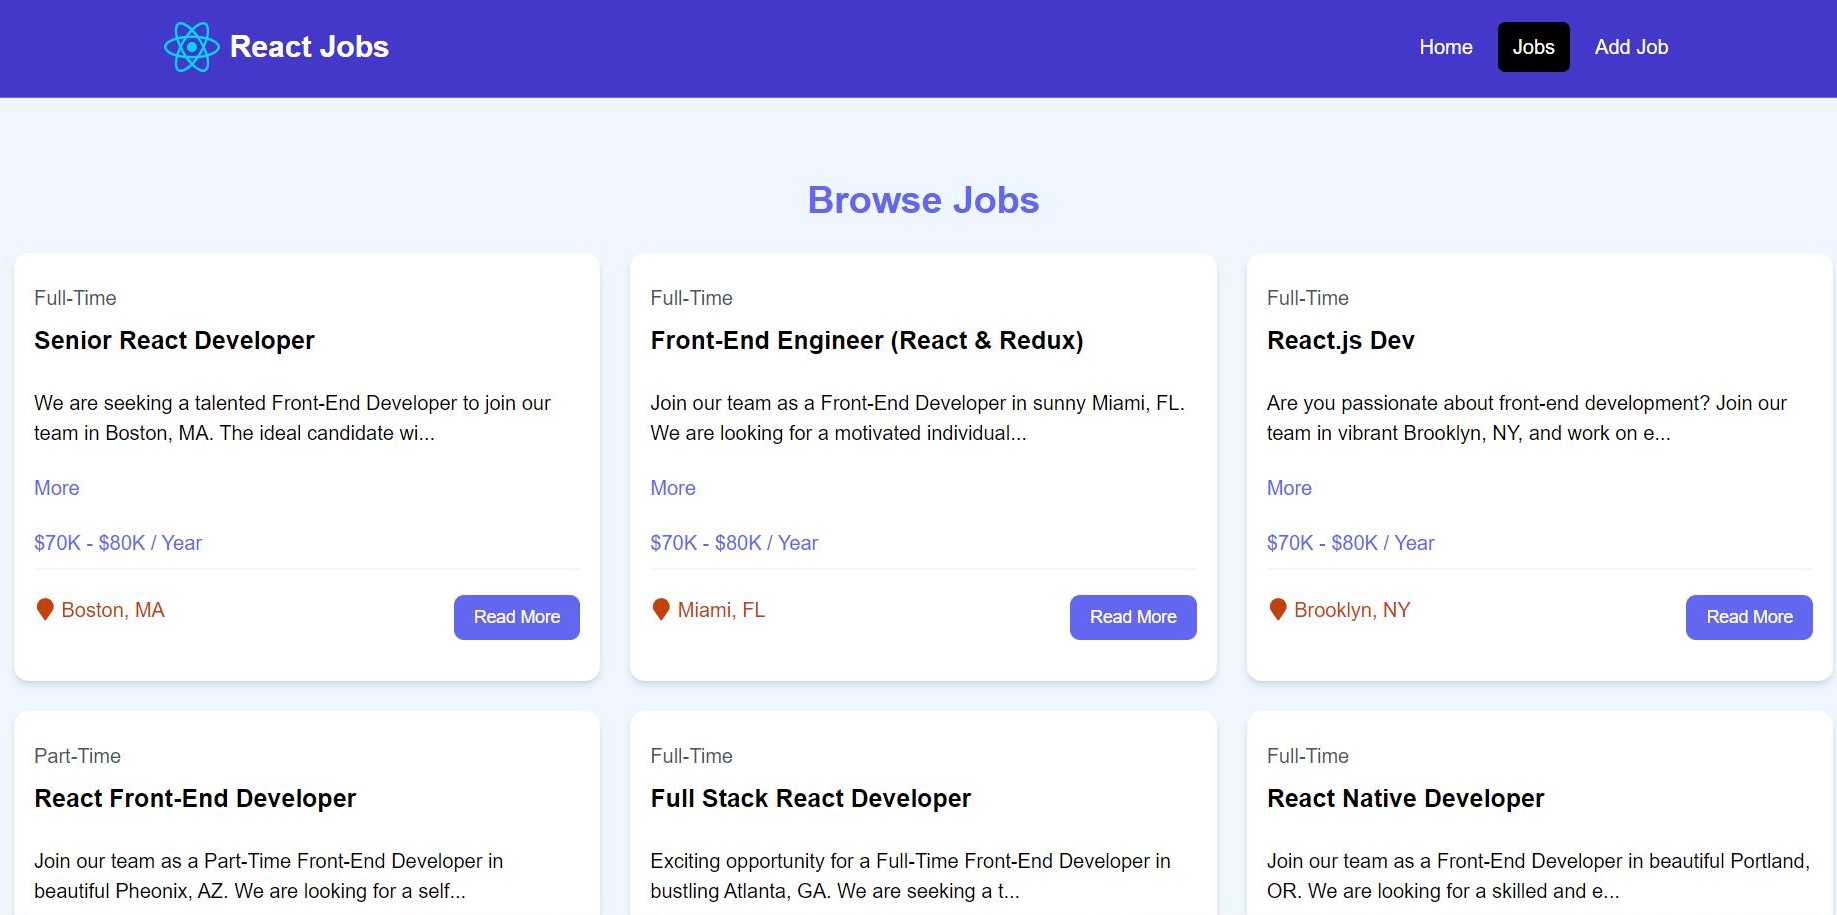 React Jobs
Home
Jobs
Add Job
Browse Jobs
Full-Time
Senior React Developer
We are seeking a talented Front-End Developer to join our
team in Boston, MA. The ideal candidate wi...
More
$70K - $80K / Year
Boston, MA
Read More
Full-Time
Front-End Engineer (React & Redux)
Join our team as a Front-End Developer in sunny Miami, FL.
We are looking for a motivated individual...
More
$70K - $80K / Year
Miami, FL
Read More
Full-Time
React.js Dev
Are you passionate about front-end development? Join our
team in vibrant Brooklyn, NY, and work on e...
More
$70K - $80K / Year
Brooklyn, NY
Read More
Part-Time
React Front-End Developer
Join our team as a Part-Time Front-End Developer in
beautiful Pheonix, AZ. We are looking for a self...
Full-Time
Full Stack React Developer
Exciting opportunity for a Full-Time Front-End Developer in
bustling Atlanta, GA. We are seeking a t...
Full-Time
React Native Developer
Join our team as a Front-End Developer in beautiful Portland,
OR. We are looking for a skilled and e...